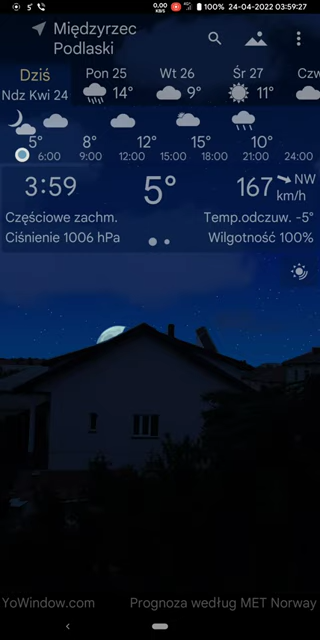 0,00 KB/S 100% 24-04-2022 03:59:27
Międzyrzec
Podlaski
Dziś Pon 25 Wt 26 Śr 27 Czw
Ndz Kwi 24 14° 9° 11°
5° 8° 12° 15° 10°
6:00 9:00 12:00 15:00 18:00 21:00 24:00
3:59 5° 167 NW
km/h
Częściowe zachm. Temp.odczuw. -5°
Ciśnienie 1006 hPa Wilgotność 100%
YoWindow.com Prognoza według MET Norway